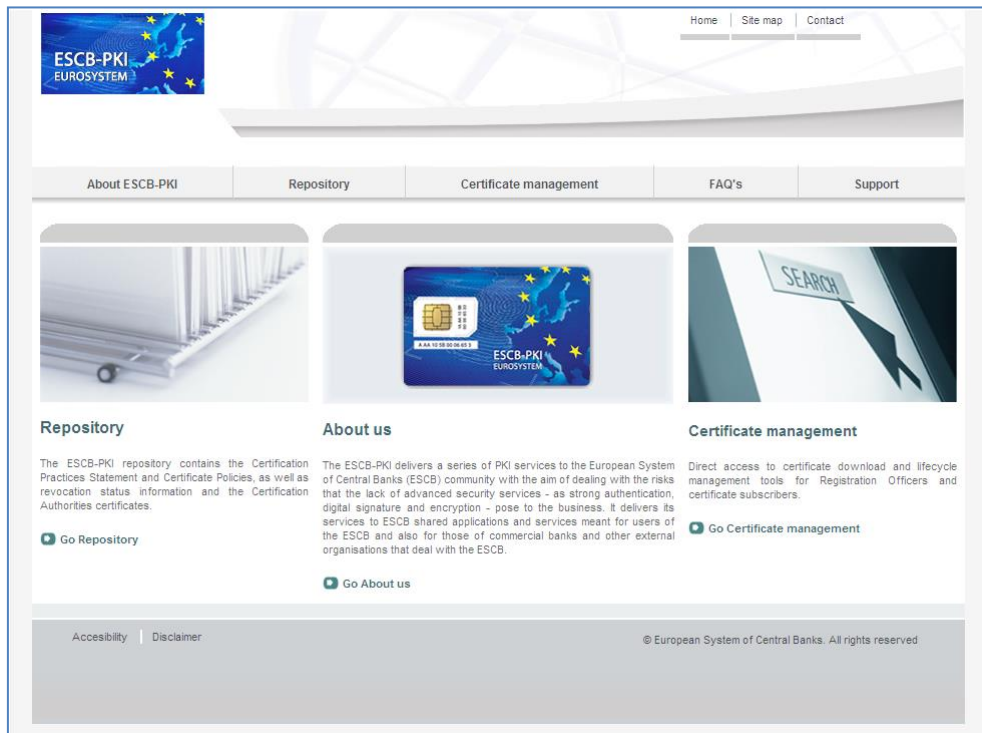 Home
Site map
Contact
ESCB-PKI
EUROSYSTEM
About ESCB-PKI
Repository
Certificate management
FAQ's
Support
SEARCH
A AA 10 58 00 06 65 3
ESCB-PKI
EUROSYSTEM
Repository
The ESCB-PKI repository contains the Certification
Practices Statement and Certificate Policies, as well as
revocation status information and the Certification
Authorities certificates.
Go Repository
About us
The ESCB-PKI delivers a series of PKI services to the European System
of Central Banks (ESCB) community with the aim of dealing with the risks
that the lack of advanced security services - as strong authentication,
digital signature and encryption - pose to the business. It delivers its
services to ESCB shared applications and services meant for users of
the ESCB and also for those of commercial banks and other external
organisations that deal with the ESCB.
Go About us
Certificate management
Direct access to certificate download and lifecycle
management tools for Registration Officers and
certificate subscribers.
Go Certificate management
Accesibility
Disclaimer
© European System of Central Banks. All rights reserved